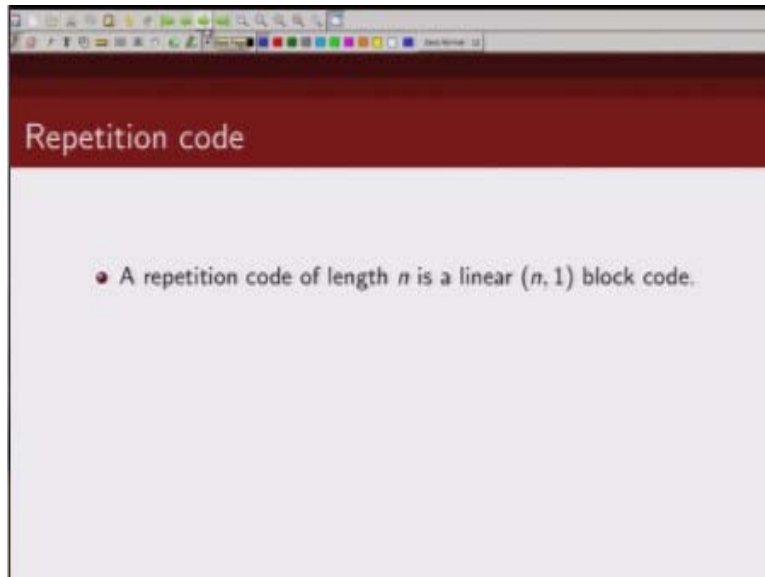 Repetition code
A repetition code of length n is a linear (n, 1) block code.